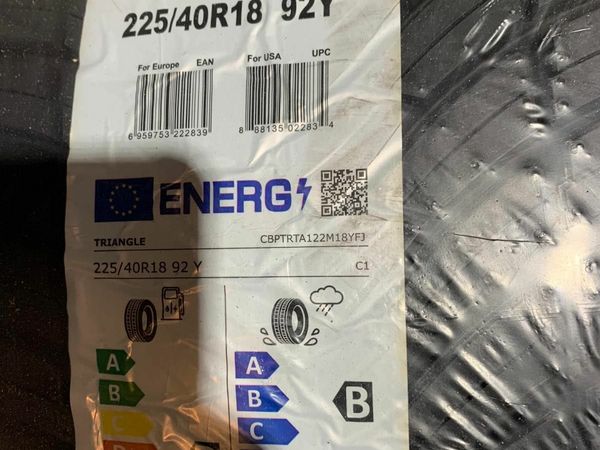 225/40R18 92Y
For Europe EAN
For USA UPC
6 959753 222839
8 88135 02283 4
ENERG
TRIANGLE CBPTRTA122M18YFJ
225/40R18 92 Y C1
A
B
C
D
A
B
C
B